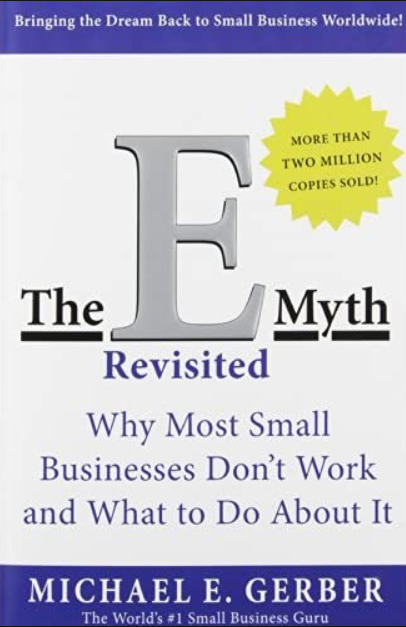 Bringing the Dream Back to Small Business Worldwide!
MORE THAN
TWO MILLION
COPIES SOLD!
The E Myth
Revisited
Why Most Small
Businesses Don't Work
and What to Do About It
MICHAEL E. GERBER
The World's #1 Small Business Guru